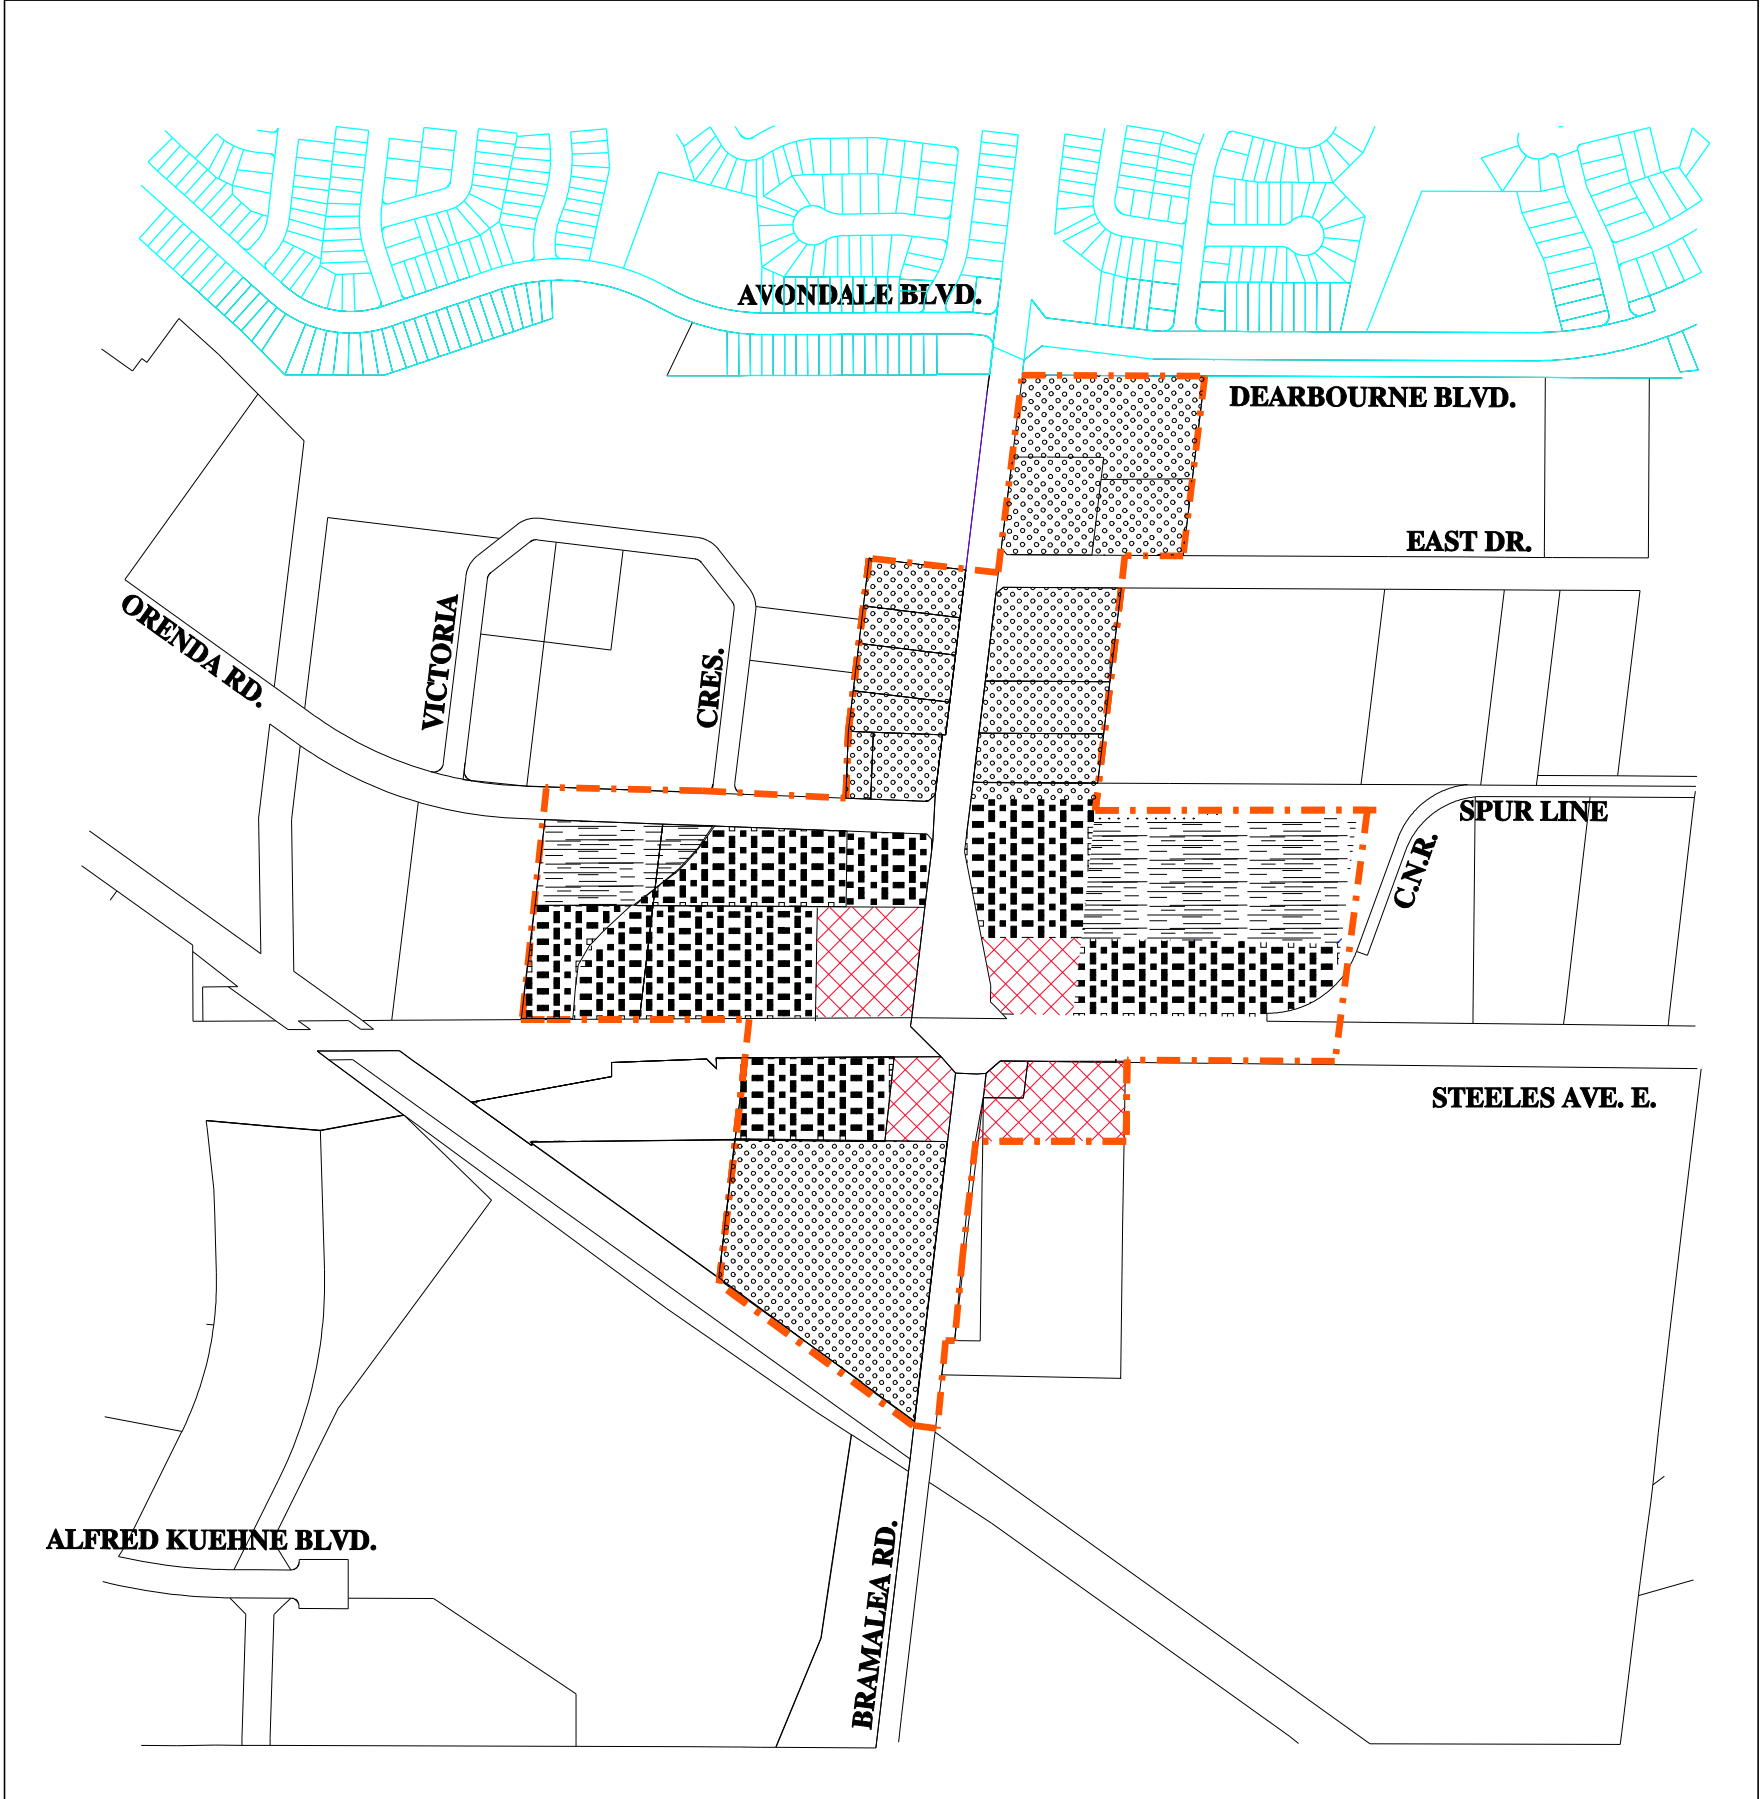 AVONDALE BLVD.
DEARBOURNE BLVD.
EAST DR.
ORENDA RD.
VICTORIA
CRES.
SPUR LINE
C.N.R.
STEELES AVE. E.
ALFRED KUEHNE BLVD.
BRAMALEA RD.